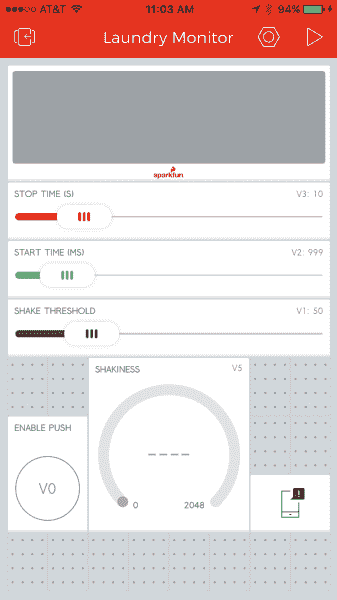 AT&T 11:03 AM 94%
Laundry Monitor
sparkfun
STOP TIME (S) V3: 10
START TIME (MS) V2: 999
SHAKE THRESHOLD V1: 50
SHAKINESS V5
ENABLE PUSH
V0
----
0 2048